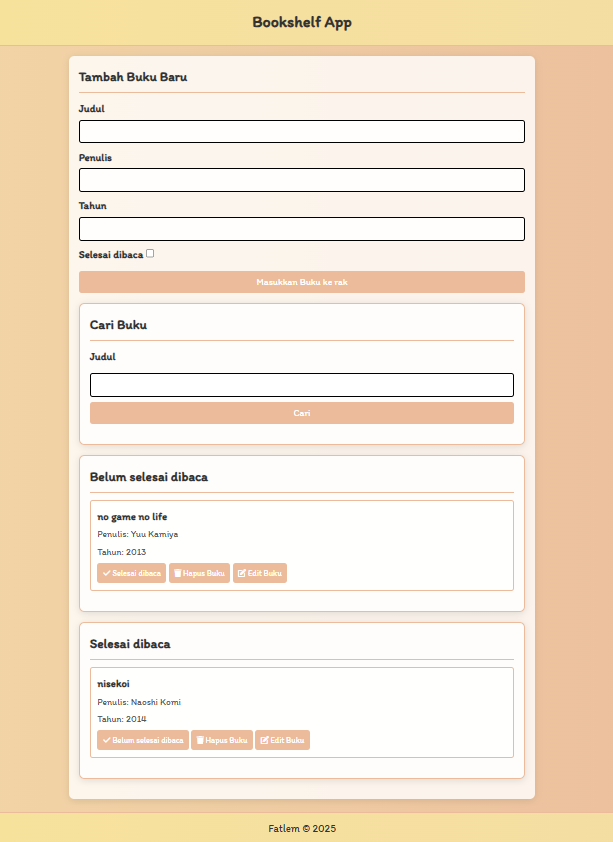 Bookshelf App
Tambah Buku Baru
Judul
Penulis
Tahun
Selesai dibaca
Masukkan Buku ke rak
Cari Buku
Judul
Cari
Belum selesai dibaca
no game no life
Penulis: Yuu Kamiya
Tahun: 2013
Selesai dibaca Hapus Buku Edit Buku
Selesai dibaca
nisekoi
Penulis: Naoshi Komi
Tahun: 2014
Belum selesai dibaca Hapus Buku Edit Buku
Fatlem © 2025